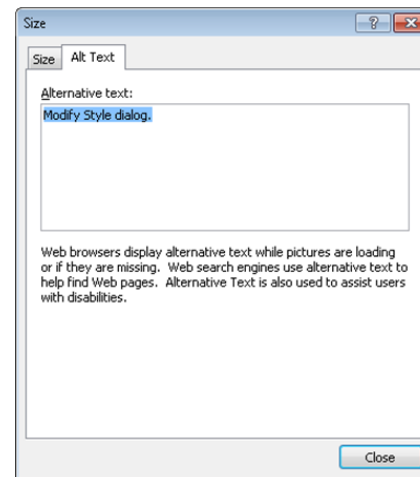 Size
Size Alt Text
Alternative text:
Modify Style dialog.
Web browsers display alternative text while pictures are loading
or if they are missing. Web search engines use alternative text to
help find Web pages. Alternative Text is also used to assist users
with disabilities.
Close